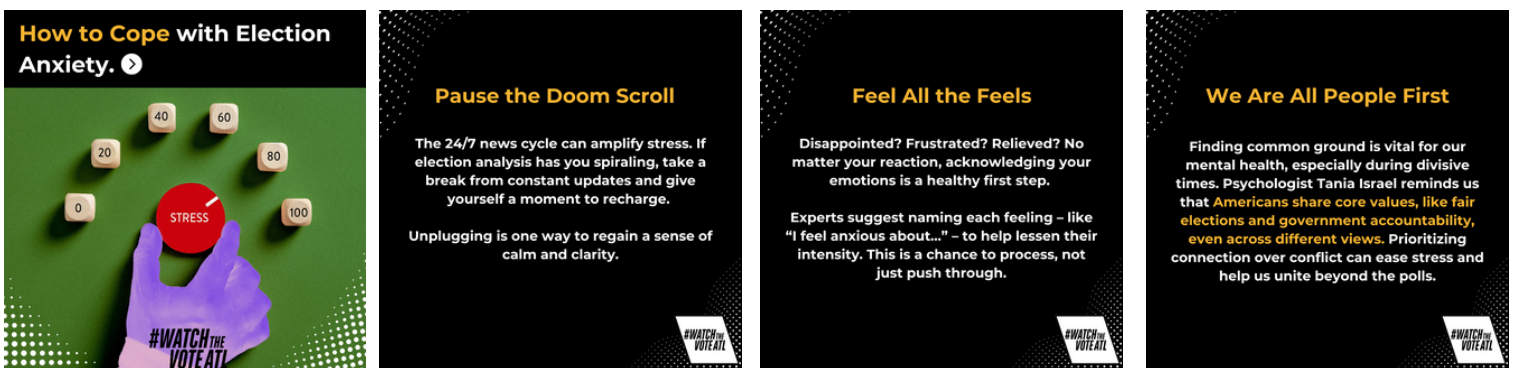 How to Cope with Election
Anxiety.
40
60
20
80
0
STRESS
100
#WATCH THE
VOTE ATL
Pause the Doom Scroll
The 24/7 news cycle can amplify stress. If
election analysis has you spiraling, take a
break from constant updates and give
yourself a moment to recharge.
Unplugging is one way to regain a sense of
calm and clarity.
#WATCH THE
VOTE ATL
Feel All the Feels
Disappointed? Frustrated? Relieved? No
matter your reaction, acknowledging your
emotions is a healthy first step.
Experts suggest naming each feeling – like
“I feel anxious about...” – to help lessen their
intensity. This is a chance to process, not
just push through.
#WATCH THE
VOTE ATL
We Are All People First
Finding common ground is vital for our
mental health, especially during divisive
times. Psychologist Tania Israel reminds us
that Americans share core values, like fair
elections and government accountability,
even across different views. Prioritizing
connection over conflict can ease stress and
help us unite beyond the polls.
#WATCH THE
VOTE ATL